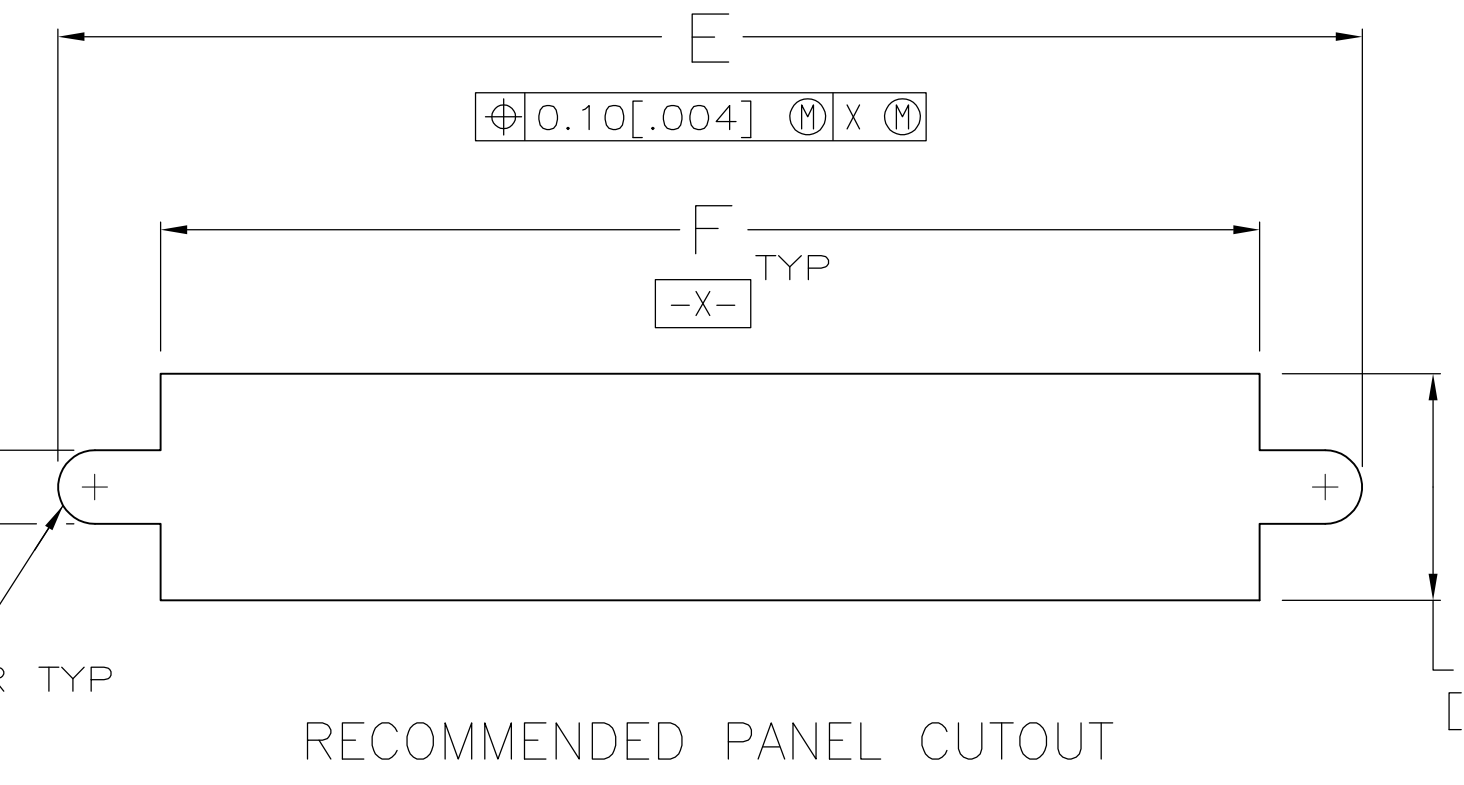 E
⌖ 0.10[.004] Ⓜ X Ⓜ
F
TYP
-X-
R TYP
RECOMMENDED PANEL CUTOUT